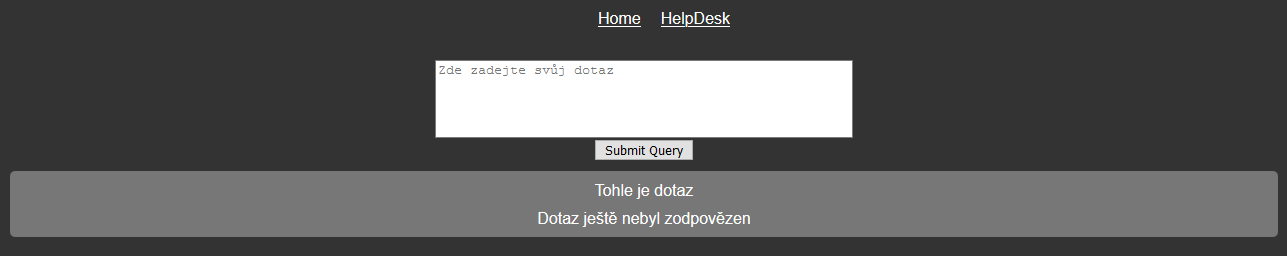 Home HelpDesk
Zde zadejte svůj dotaz
Submit Query
Tohle je dotaz
Dotaz ještě nebyl zodpovězen